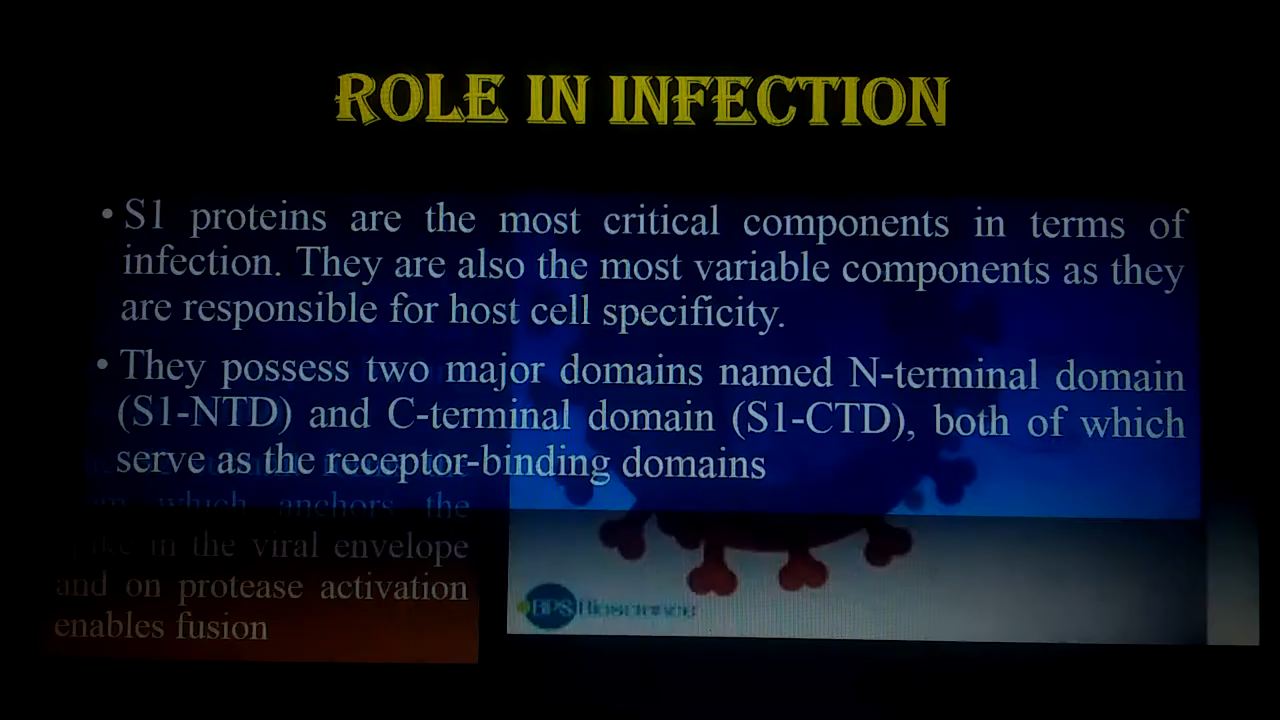 ROLE IN INFECTION
• S1 proteins are the most critical components in terms of
infection. They are also the most variable components as they
are responsible for host cell specificity.
• They possess two major domains named N-terminal domain
(S1-NTD) and C-terminal domain (S1-CTD), both of which
serve as the receptor-binding domains
which anchors the
in the viral envelope
and on protease activation
enables fusion
BPS Bioscience